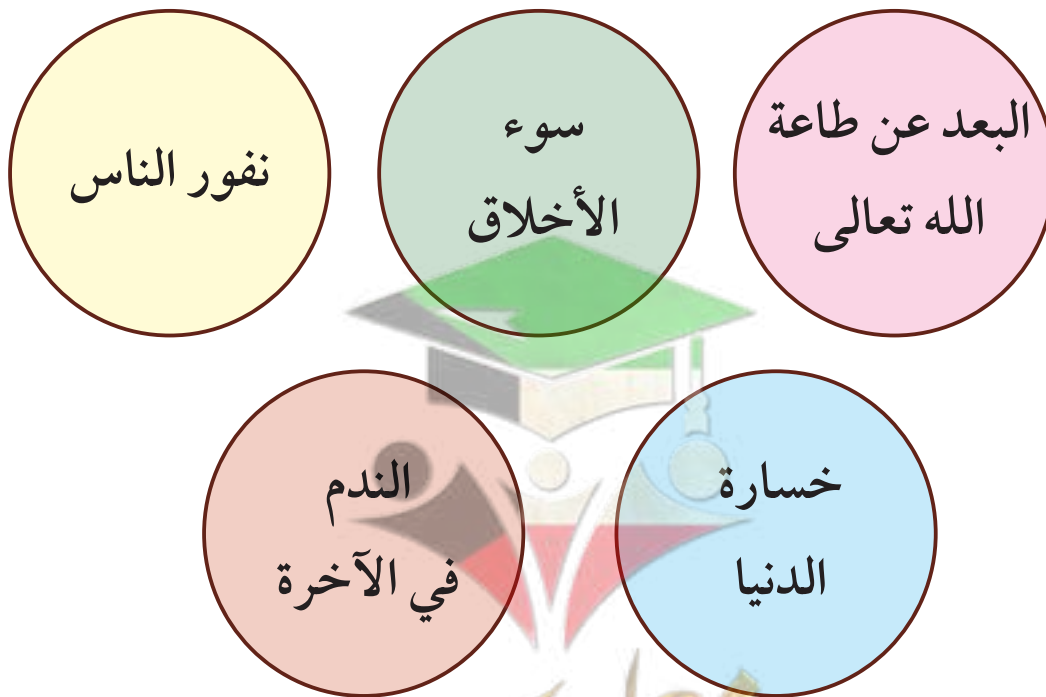 البعد عن طاعة
الله تعالى
سوء
الأخلاق
نفور الناس
خسارة
الدنيا
الندم
في الآخرة